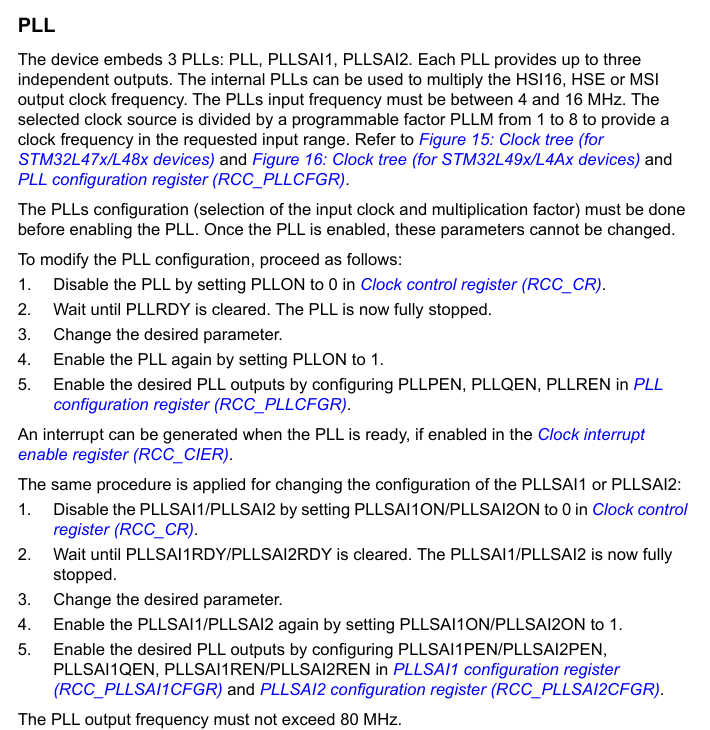 PLL
The device embeds 3 PLLs: PLL, PLLSAI1, PLLSAI2. Each PLL provides up to three
independent outputs. The internal PLLs can be used to multiply the HSI16, HSE or MSI
output clock frequency. The PLLs input frequency must be between 4 and 16 MHz. The
selected clock source is divided by a programmable factor PLLM from 1 to 8 to provide a
clock frequency in the requested input range. Refer to Figure 15: Clock tree (for
STM32L47x/L48x devices) and Figure 16: Clock tree (for STM32L49x/L4Ax devices) and
PLL configuration register (RCC_PLLCFGR).
The PLLs configuration (selection of the input clock and multiplication factor) must be done
before enabling the PLL. Once the PLL is enabled, these parameters cannot be changed.
To modify the PLL configuration, proceed as follows:
1. Disable the PLL by setting PLLON to 0 in Clock control register (RCC_CR).
2. Wait until PLLRDY is cleared. The PLL is now fully stopped.
3. Change the desired parameter.
4. Enable the PLL again by setting PLLON to 1.
5. Enable the desired PLL outputs by configuring PLLPEN, PLLQEN, PLLREN in PLL
configuration register (RCC_PLLCFGR).
An interrupt can be generated when the PLL is ready, if enabled in the Clock interrupt
enable register (RCC_CIER).
The same procedure is applied for changing the configuration of the PLLSAI1 or PLLSAI2:
1. Disable the PLLSAI1/PLLSAI2 by setting PLLSAI1ON/PLLSAI2ON to 0 in Clock control
register (RCC_CR).
2. Wait until PLLSAI1RDY/PLLSAI2RDY is cleared. The PLLSAI1/PLLSAI2 is now fully
stopped.
3. Change the desired parameter.
4. Enable the PLLSAI1/PLLSAI2 again by setting PLLSAI1ON/PLLSAI2ON to 1.
5. Enable the desired PLL outputs by configuring PLLSAI1PEN/PLLSAI2PEN,
PLLSAI1QEN, PLLSAI1REN/PLLSAI2REN in PLLSAI1 configuration register
(RCC_PLLSAI1CFGR) and PLLSAI2 configuration register (RCC_PLLSAI2CFGR).
The PLL output frequency must not exceed 80 MHz.